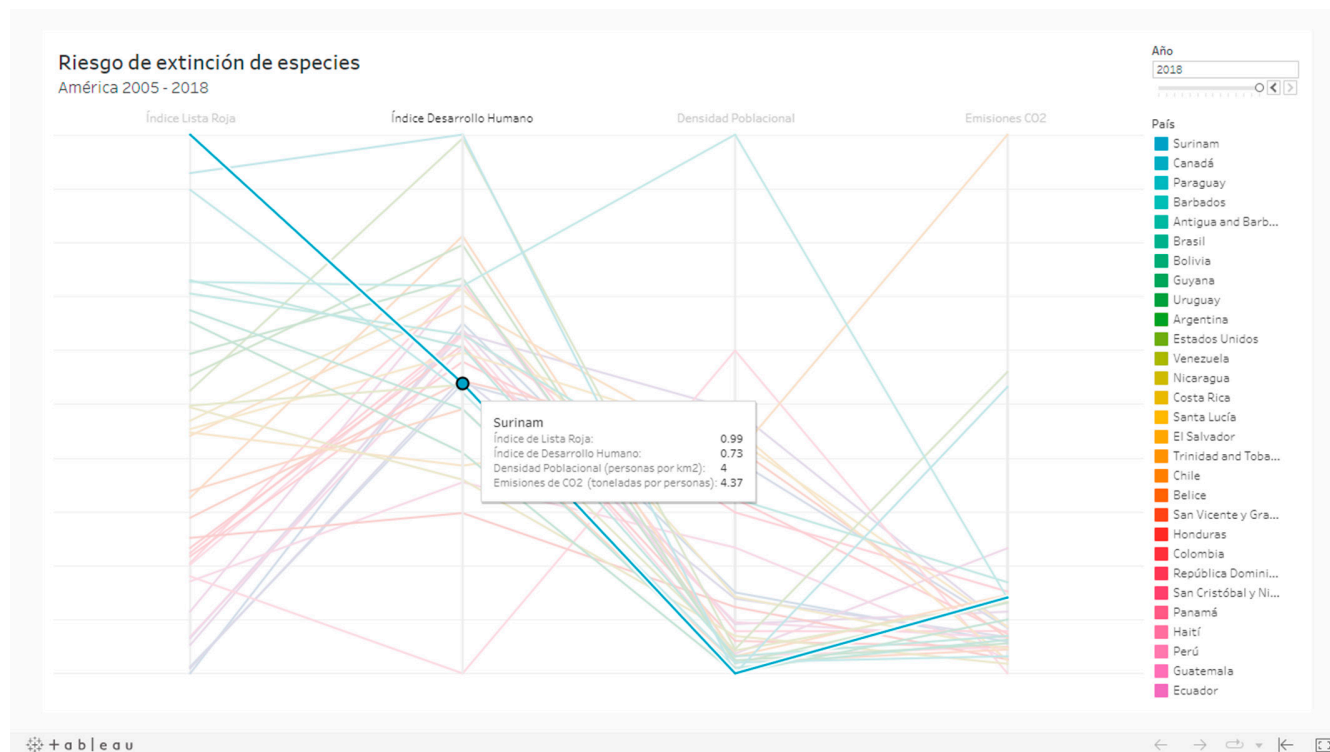 Riesgo de extinción de especies
América 2005 - 2018
Índice Lista Roja
Índice Desarrollo Humano
Densidad Poblacional
Emisiones CO2
Surinam
Índice de Lista Roja: 0.99
Índice de Desarrollo Humano: 0.73
Densidad Poblacional (personas por km2): 4
Emisiones de CO2 (toneladas por personas): 4.37
Año
2018
País
Surinam
Canadá
Paraguay
Barbados
Antigua and Barb...
Brasil
Bolivia
Guyana
Uruguay
Argentina
Estados Unidos
Venezuela
Nicaragua
Costa Rica
Santa Lucía
El Salvador
Trinidad and Toba...
Chile
Belice
San Vicente y Gra...
Honduras
Colombia
República Domini...
San Cristóbal y Ni...
Panamá
Haití
Perú
Guatemala
Ecuador
+ a b l e a u